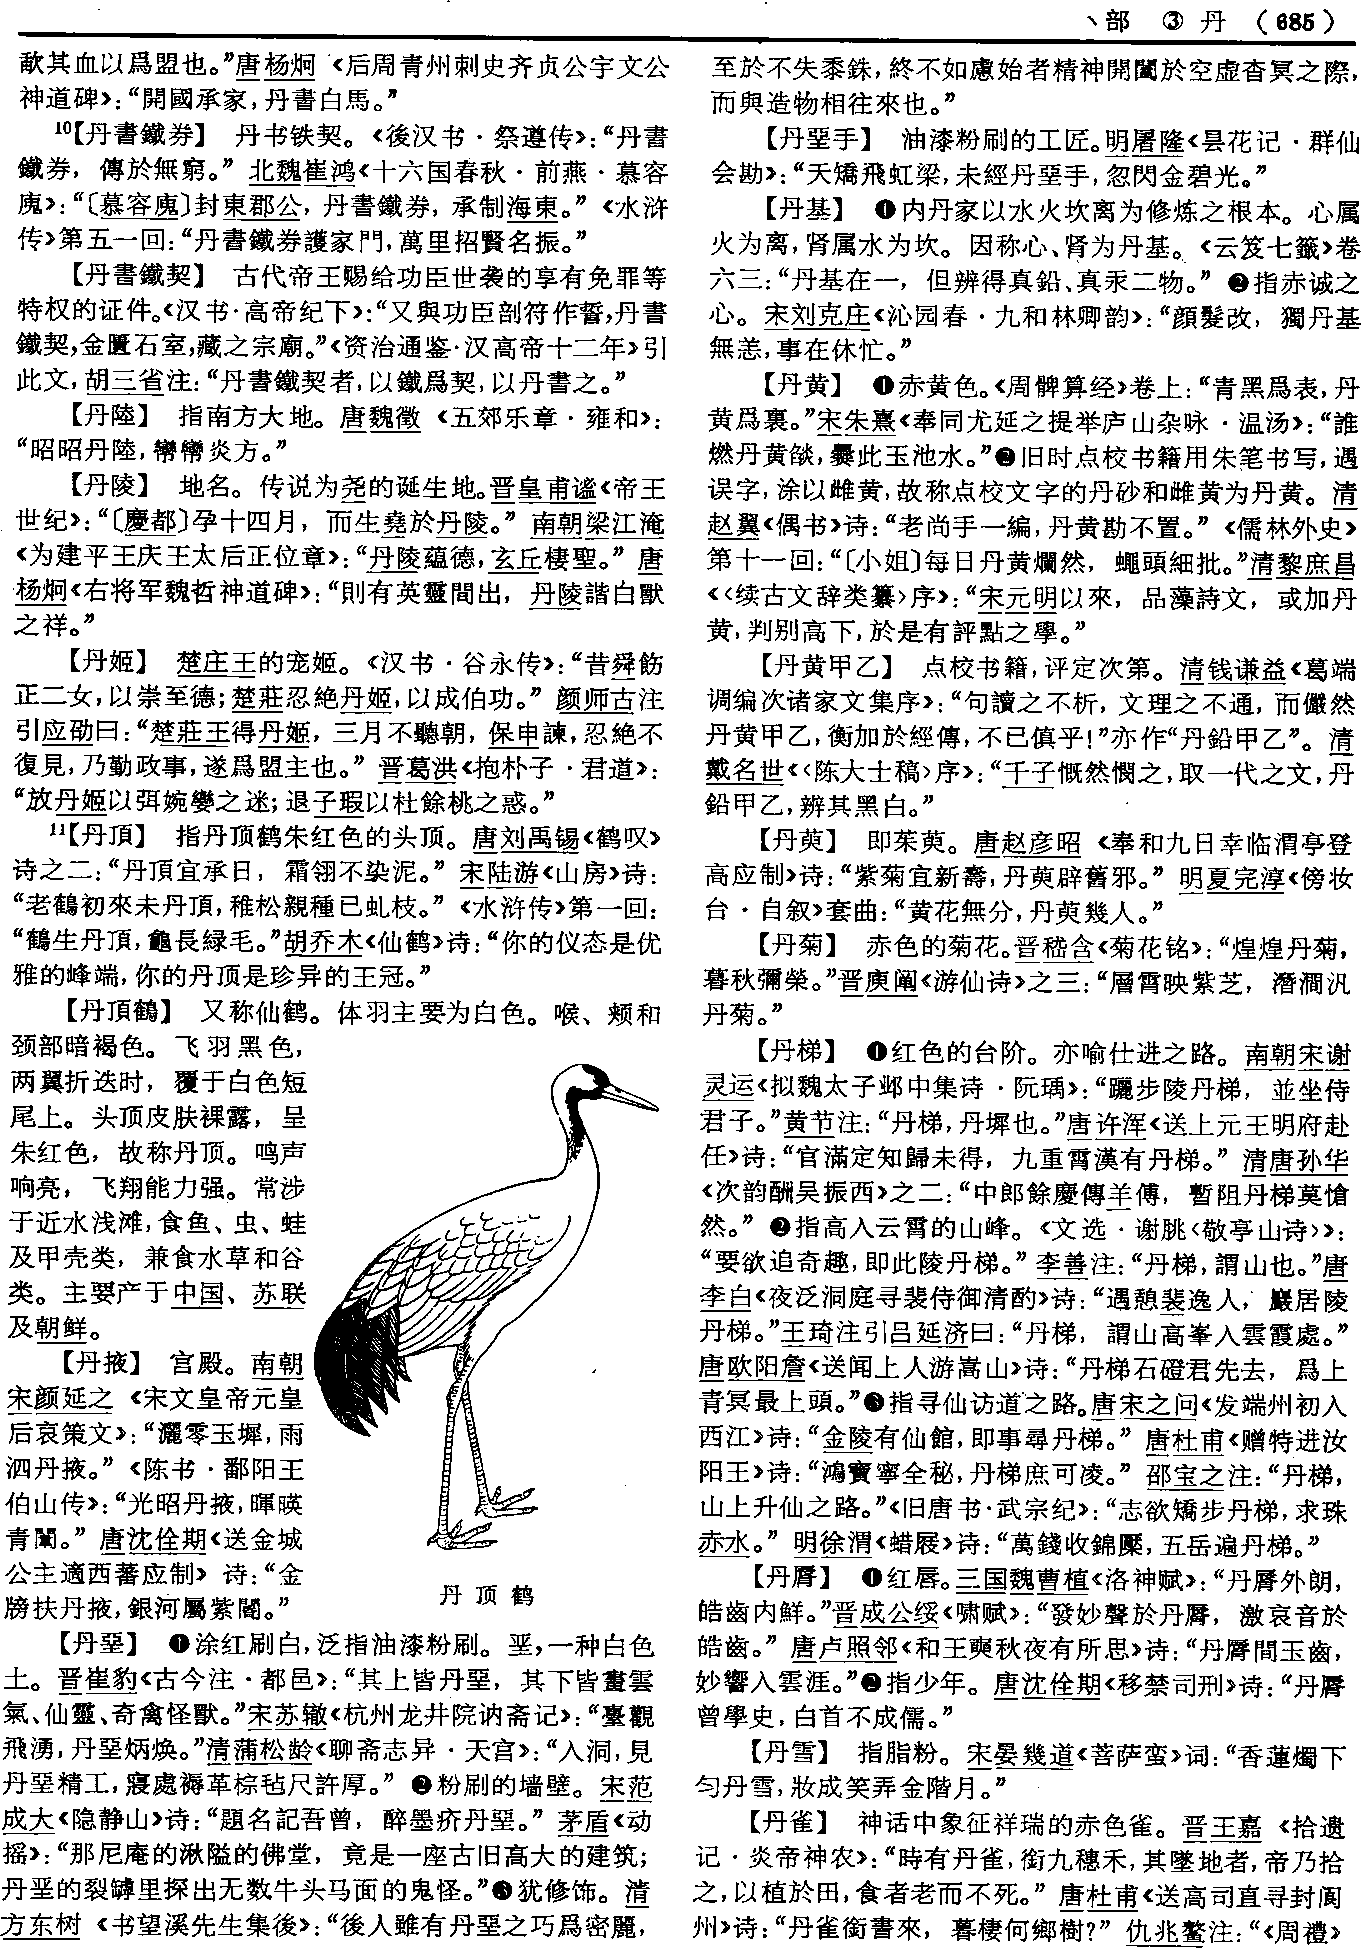 丶部 ③ 丹 （685）
歃其血以爲盟也。”唐杨炯《后周青州刺史齐贞公宇文公
神道碑》：“開國承家，丹書白馬。”
¹⁰【丹書鐵券】 丹书铁契。《後汉书·祭遵传》：“丹書
鐵券，傳於無窮。” 北魏崔鸿《十六国春秋·前燕·慕容
廆》：“〔慕容廆〕封東郡公，丹書鐵券，承制海東。”《水浒
传》第五一回：“丹書鐵券護家門，萬里招賢名振。”
【丹書鐵契】 古代帝王赐给功臣世袭的享有免罪等
特权的证件。《汉书·高帝纪下》：“又與功臣剖符作誓，丹書
鐵契，金匱石室，藏之宗廟。”《资治通鉴·汉高帝十二年》引
此文，胡三省注：“丹書鐵契者，以鐵爲契，以丹書之。”
【丹陸】 指南方大地。唐魏徵《五郊乐章·雍和》：
“昭昭丹陸，彎彎炎方。”
【丹陵】 地名。传说为尧的诞生地。晋皇甫谧《帝王
世纪》：“〔慶都〕孕十四月，而生堯於丹陵。” 南朝梁江淹
《为建平王庆王太后正位章》：“丹陵蘊德，玄丘棲聖。” 唐
杨炯《右将军魏哲神道碑》：“則有英靈間出，丹陵諧白獸
之祥。”
【丹姬】 楚庄王的宠姬。《汉书·谷永传》：“昔舜飭
正二女，以崇至德；楚莊忍絶丹姬，以成伯功。” 颜师古注
引应劭曰：“楚莊王得丹姬，三月不聽朝，保申諫，忍絶不
復見，乃勤政事，遂爲盟主也。” 晋葛洪《抱朴子·君道》：
“放丹姬以弭婉孌之迷；退子瑕以杜餘桃之惑。”
¹¹【丹頂】 指丹顶鹤朱红色的头顶。唐刘禹锡《鹤叹》
诗之二：“丹頂宜承日，霜翎不染泥。” 宋陆游《山房》诗：
“老鶴初來未丹頂，稚松親種已虬枝。”《水浒传》第一回：
“鶴生丹頂，龜長緑毛。”胡乔木《仙鹤》诗：“你的仪态是优
雅的峰端，你的丹顶是珍异的王冠。”
【丹頂鶴】 又称仙鹤。体羽主要为白色。喉、颊和
颈部暗褐色。飞羽黑色，
两翼折迭时，覆于白色短
尾上。头顶皮肤裸露，呈
朱红色，故称丹顶。鸣声
响亮，飞翔能力强。常涉
于近水浅滩，食鱼、虫、蛙
及甲壳类，兼食水草和谷
类。主要产于中国、苏联
及朝鲜。
【丹掖】 宫殿。南朝
宋颜延之《宋文皇帝元皇
后哀策文》：“灑零玉墀，雨
泗丹掖。”《陈书·鄱阳王
伯山传》：“光昭丹掖，暉暎
青闈。” 唐沈佺期《送金城
公主適西蕃应制》 诗：“金
牓扶丹掖，銀河屬紫閽。”
丹顶鹤
【丹堊】 ❶涂红刷白，泛指油漆粉刷。垩，一种白色
土。晋崔豹《古今注·都邑》：“其上皆丹堊，其下皆畫雲
氣、仙靈、奇禽怪獸。”宋苏辙《杭州龙井院讷斋记》：“臺觀
飛湧，丹堊炳焕。”清蒲松龄《聊斋志异·天宫》：“入洞，見
丹堊精工，寢處褥革棕毡尺許厚。” ❷粉刷的墙壁。宋范
成大《隐静山》诗：“題名記吾曾，醉墨疥丹堊。” 茅盾《动
摇》：“那尼庵的湫隘的佛堂，竟是一座古旧高大的建筑；
丹垩的裂罅里探出无数牛头马面的鬼怪。”❸犹修饰。清
方东树《书望溪先生集後》：“後人雖有丹堊之巧爲密麗，
至於不失黍銖，終不如慮始者精神開闔於空虚杳冥之際，
而與造物相往來也。”
【丹堊手】 油漆粉刷的工匠。明屠隆《昙花记·群仙
会勘》：“天矯飛虹梁，未經丹堊手，忽閃金碧光。”
【丹基】 ❶内丹家以水火坎离为修炼之根本。心属
火为离，肾属水为坎。因称心、肾为丹基。《云笈七籤》卷
六三：“丹基在一，但辨得真鉛、真汞二物。” ❷指赤诚之
心。宋刘克庄《沁园春·九和林卿韵》：“顔髮改，獨丹基
無恙，事在休忙。”
【丹黄】 ❶赤黄色。《周髀算经》卷上：“青黑爲表，丹
黄爲裏。”宋朱熹《奉同尤延之提举庐山杂咏·温汤》：“誰
燃丹黄燄，爨此玉池水。”❷旧时点校书籍用朱笔书写，遇
误字，涂以雌黄，故称点校文字的丹砂和雌黄为丹黄。清
赵翼《偶书》诗：“老尚手一編，丹黄勘不置。”《儒林外史》
第十一回：“〔小姐〕每日丹黄爛然，蠅頭細批。”清黎庶昌
《〈续古文辞类纂〉序》：“宋元明以來，品藻詩文，或加丹
黄，判别高下，於是有評點之學。”
【丹黄甲乙】 点校书籍，评定次第。清钱谦益《葛端
调编次诸家文集序》：“句讀之不析，文理之不通，而儼然
丹黄甲乙，衡加於經傳，不已傎乎！”亦作“丹鉛甲乙”。清
戴名世《〈陈大士稿〉序》：“千子慨然憫之，取一代之文，丹
鉛甲乙，辨其黑白。”
【丹萸】 即茱萸。唐赵彦昭《奉和九日幸临渭亭登
高应制》诗：“紫菊宜新壽，丹萸辟舊邪。” 明夏完淳《傍妆
台·自叙》套曲：“黄花無分，丹萸幾人。”
【丹菊】 赤色的菊花。晋嵇含《菊花铭》：“煌煌丹菊，
暮秋彌榮。”晋庾阐《游仙诗》之三：“層霄映紫芝，潛澗汎
丹菊。”
【丹梯】 ❶红色的台阶。亦喻仕进之路。南朝宋谢
灵运《拟魏太子邺中集诗·阮瑀》：“躧步陵丹梯，並坐侍
君子。”黄节注：“丹梯，丹墀也。”唐许浑《送上元王明府赴
任》诗：“官滿定知歸未得，九重霄漢有丹梯。” 清唐孙华
《次韵酬吴振西》之二：“中郎餘慶傳羊傅，暫阻丹梯莫愴
然。” ❷指高入云霄的山峰。《文选·谢朓〈敬亭山诗〉》：
“要欲追奇趣，即此陵丹梯。” 李善注：“丹梯，謂山也。”唐
李白《夜泛洞庭寻裴侍御清酌》诗：“遇憩裴逸人，巖居陵
丹梯。”王琦注引吕延济曰：“丹梯，謂山高峯入雲霞處。”
唐欧阳詹《送闻上人游嵩山》诗：“丹梯石磴君先去，爲上
青冥最上頭。”❸指寻仙访道之路。唐宋之问《发端州初入
西江》诗：“金陵有仙館，即事尋丹梯。” 唐杜甫《赠特进汝
阳王》诗：“鴻寶寧全秘，丹梯庶可凌。” 邵宝之注：“丹梯，
山上升仙之路。”《旧唐书·武宗纪》：“志欲矯步丹梯，求珠
赤水。” 明徐渭《蜡屐》诗：“萬錢收錦𪋿，五岳遍丹梯。”
【丹脣】 ❶红唇。三国魏曹植《洛神赋》：“丹脣外朗，
皓齒内鮮。”晋成公绥《啸赋》：“發妙聲於丹脣，激哀音於
皓齒。” 唐卢照邻《和王奭秋夜有所思》诗：“丹脣間玉齒，
妙響入雲涯。”❷指少年。唐沈佺期《移禁司刑》诗：“丹脣
曾學史，白首不成儒。”
【丹雪】 指脂粉。宋晏幾道《菩萨蛮》词：“香蓮燭下
匀丹雪，妝成笑弄金階月。”
【丹雀】 神话中象征祥瑞的赤色雀。晋王嘉《拾遗
记·炎帝神农》：“時有丹雀，銜九穗禾，其墜地者，帝乃拾
之，以植於田，食者老而不死。” 唐杜甫《送高司直寻封阆
州》诗：“丹雀銜書來，暮棲何鄉樹？” 仇兆鳌注：“《周禮》